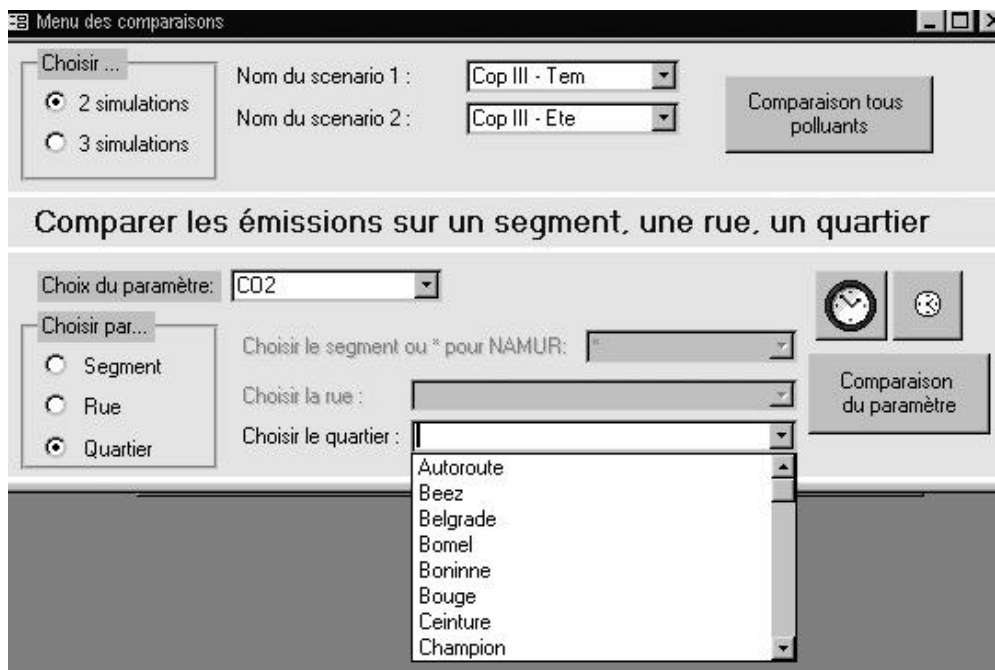 Menu des comparaisons
Choisir ...
2 simulations
3 simulations
Nom du scenario 1 :
Cop III - Tem
Nom du scenario 2 :
Cop III - Ete
Comparaison tous
polluants
Comparer les émissions sur un segment, une rue, un quartier
Choix du paramètre:
CO2
Choisir par...
Segment
Rue
Quartier
Choisir le segment ou * pour NAMUR:
*
Choisir la rue :
Choisir le quartier :
Comparaison
du paramètre
Autoroute
Beez
Belgrade
Bomel
Boninne
Bouge
Ceinture
Champion